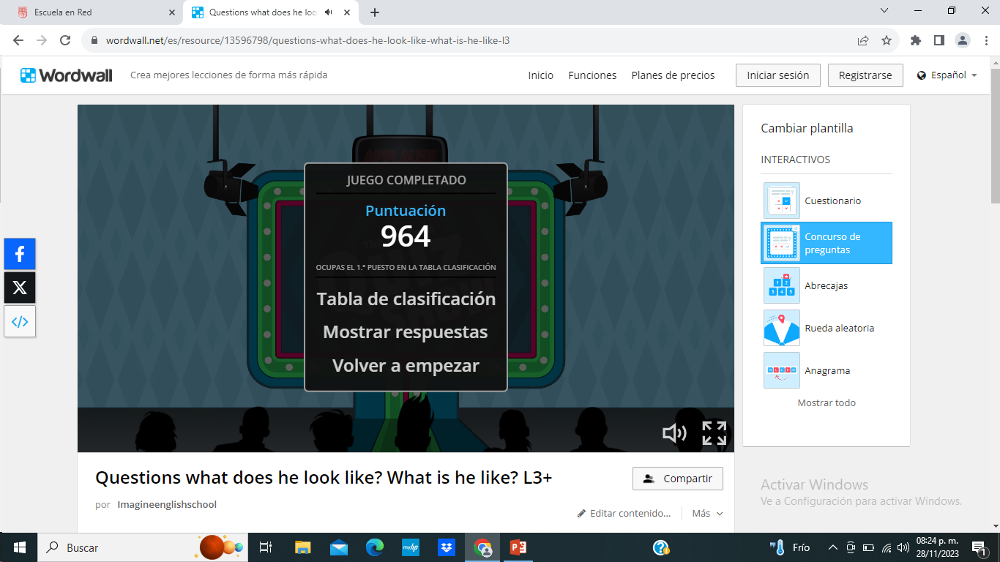 Escuela en Red
Questions what does he loo
wordwall.net/es/resource/13596798/questions-what-does-he-look-like-what-is-he-like-l3
Wordwall
Crea mejores lecciones de forma más rápida
Inicio
Funciones
Planes de precios
Iniciar sesión
Registrarse
Español
APPLAUSE
JUEGO COMPLETADO
Puntuación
964
OCUPAS EL 1.º PUESTO EN LA TABLA CLASIFICACIÓN
Tabla de clasificación
Mostrar respuestas
Volver a empezar
Cambiar plantilla
INTERACTIVOS
Cuestionario
Concurso de
preguntas
Abrecajas
Rueda aleatoria
Anagrama
Mostrar todo
Questions what does he look like? What is he like? L3+
Compartir
por Imagineenglishschool
Editar contenido...
Más
Activar Windows
Ve a Configuración para activar Windows.
Buscar
myhp
Frío
08:24 p. m.
28/11/2023
1